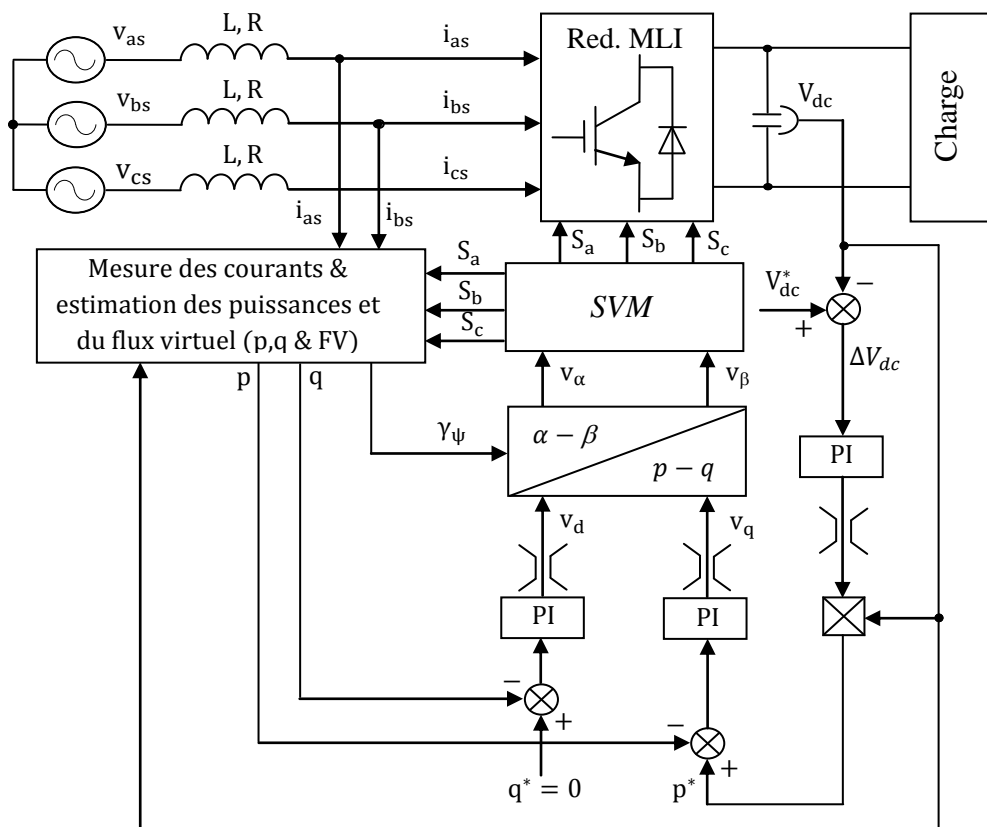 v_as
L, R
i_as
Red. MLI
v_bs
L, R
i_bs
V_dc
Charge
v_cs
L, R
i_cs
i_as
i_bs
S_a
S_b
S_c
Mesure des courants &
estimation des puissances et
du flux virtuel (p,q & FV)
S_a
S_b
S_c
SVM
V_dc^*
−
+
ΔV_dc
p
q
v_α
v_β
γ_ψ
α − β
p − q
PI
v_d
v_q
PI
PI
−
+
−
+
q^* = 0
p^*